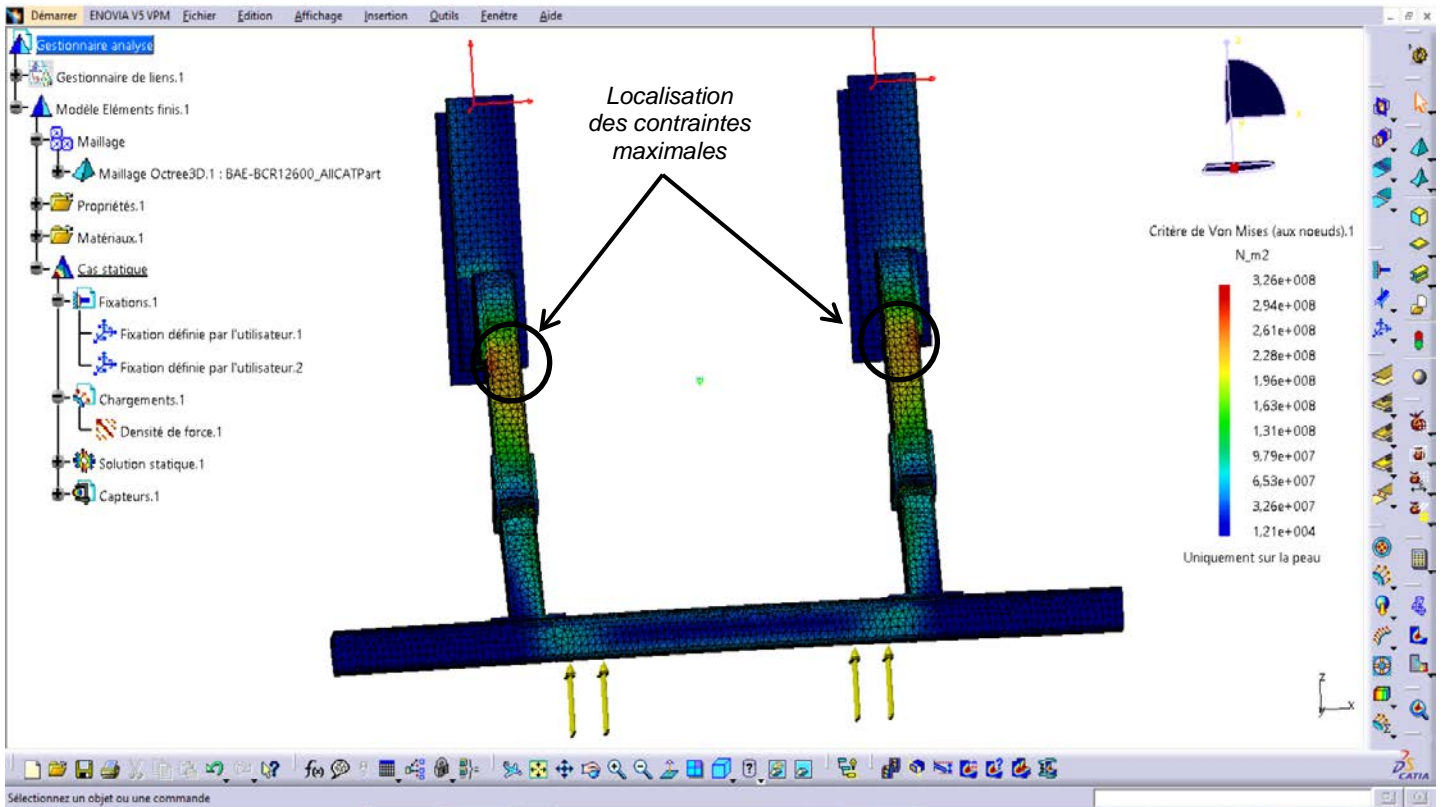 Démarrer ENOVIA V5 VPM Fichier Edition Affichage Insertion Outils Fenêtre Aide
Gestionnaire analyse
Gestionnaire de liens.1
Modèle Eléments finis.1
Maillage
Maillage Octree3D.1 : BAE-BCR12600_AllCATPart
Propriétés.1
Matériaux.1
Cas statique
Fixations.1
Fixation définie par l'utilisateur.1
Fixation définie par l'utilisateur.2
Chargements.1
Densité de force.1
Solution statique.1
Capteurs.1
Localisation
des contraintes
maximales
Critère de Von Mises (aux noeuds).1
N_m2
3,26e+008
2,94e+008
2,61e+008
2,28e+008
1,96e+008
1,63e+008
1,31e+008
9,79e+007
6,53e+007
3,26e+007
1,21e+004
Uniquement sur la peau
z
x
y
f(x)
CATIA
Sélectionnez un objet ou une commande